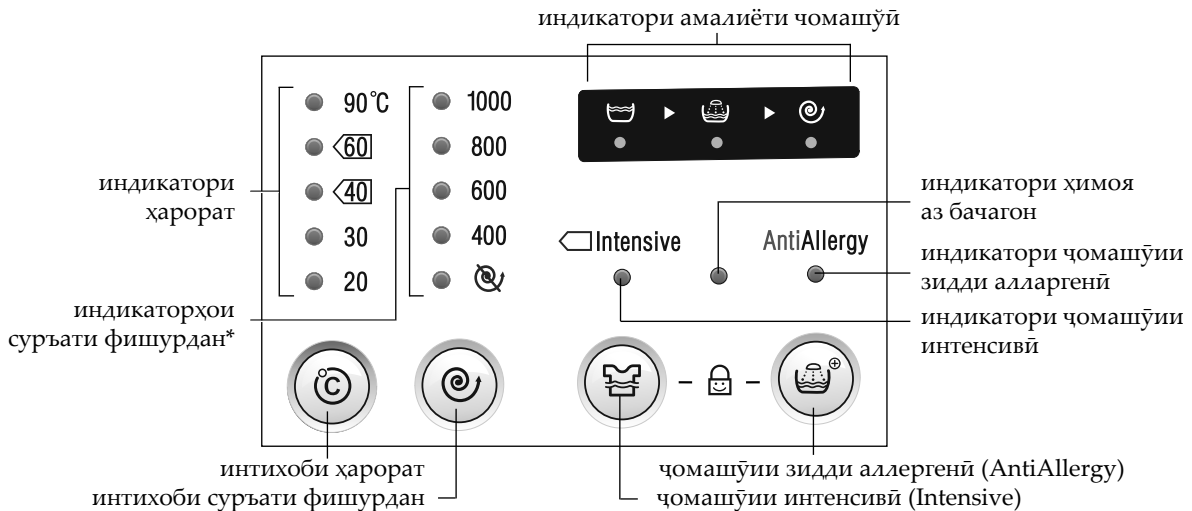 индикатори амалиёти чомашӯӣ
90°C
60
40
30
20
1000
800
600
400
индикатори
ҳарорат
индикаторҳои
суръати фишурдан*
Intensive
AntiAllergy
индикатори ҳимоя
аз бачагон
индикатори ҷомашӯии
зидди алларгенӣ
индикатори ҷомашӯии
интенсивӣ
°C
интихоби ҳарорат
интихоби суръати фишурдан
ҷомашӯии зидди аллергенӣ (AntiAllergy)
ҷомашӯии интенсивӣ (Intensive)